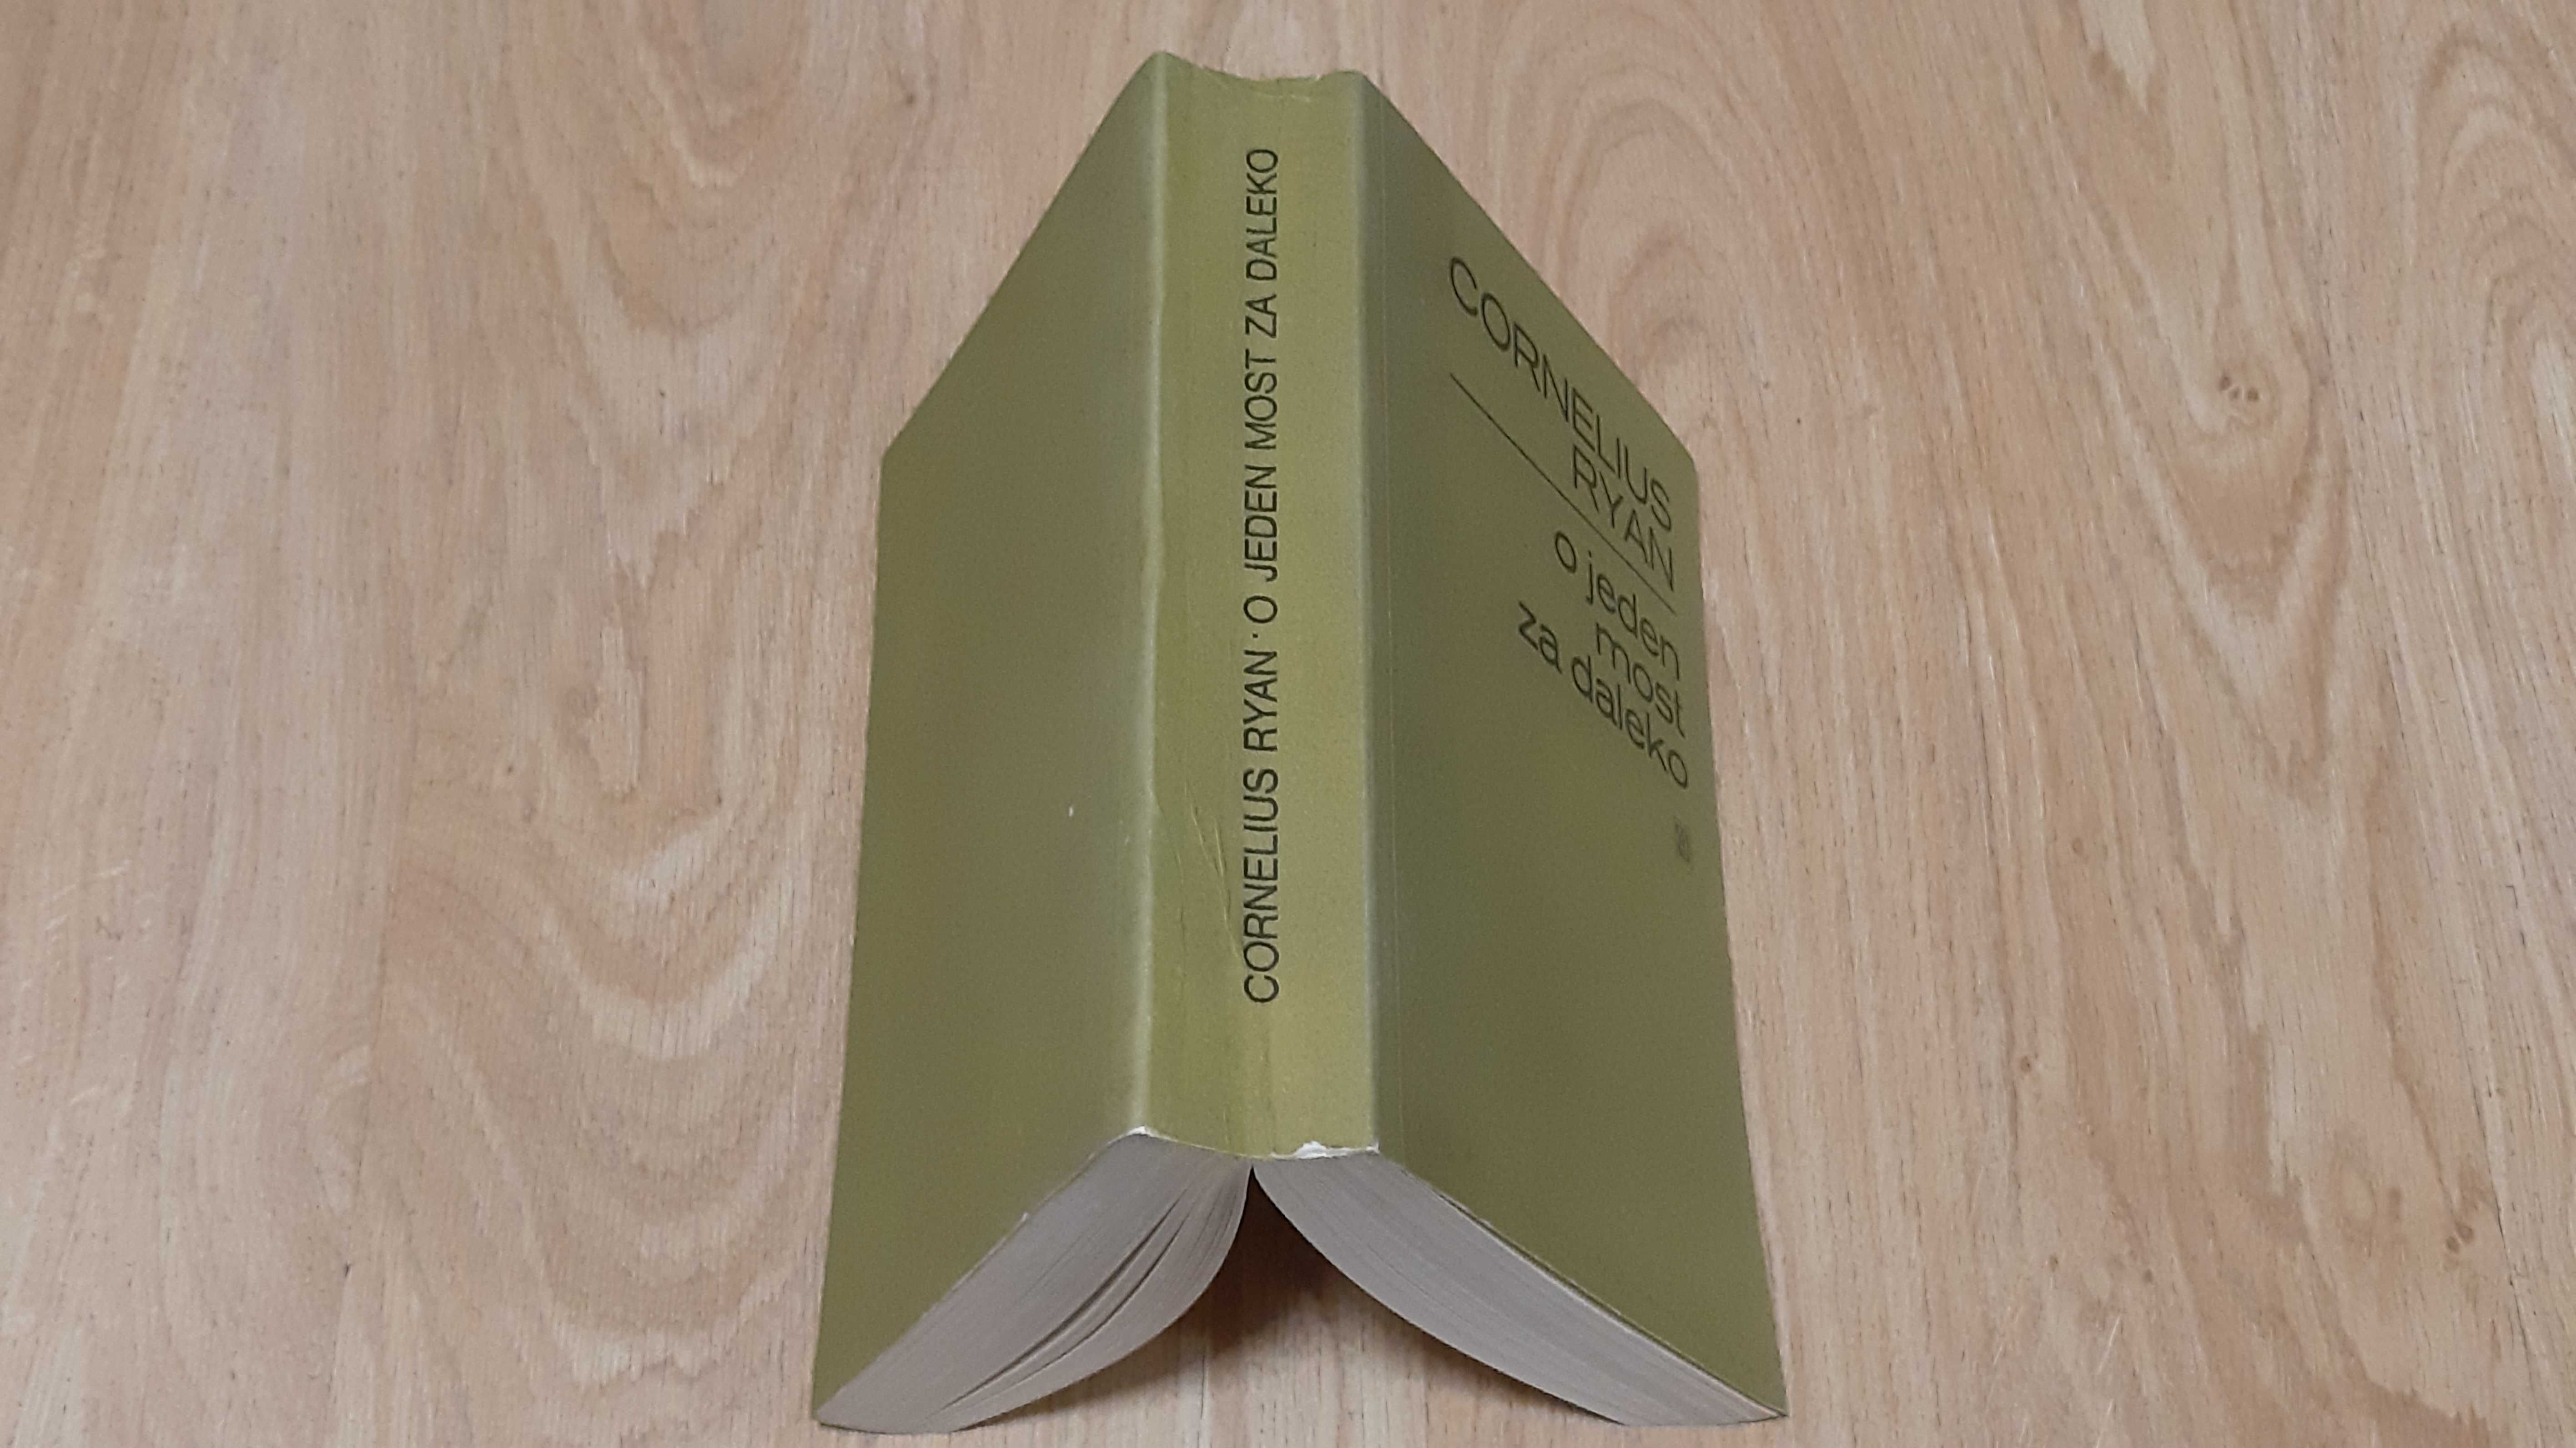 CORNELIUS RYAN · O JEDEN MOST ZA DALEKO
CORNELIUS
RYAN
o jeden
most
za daleko